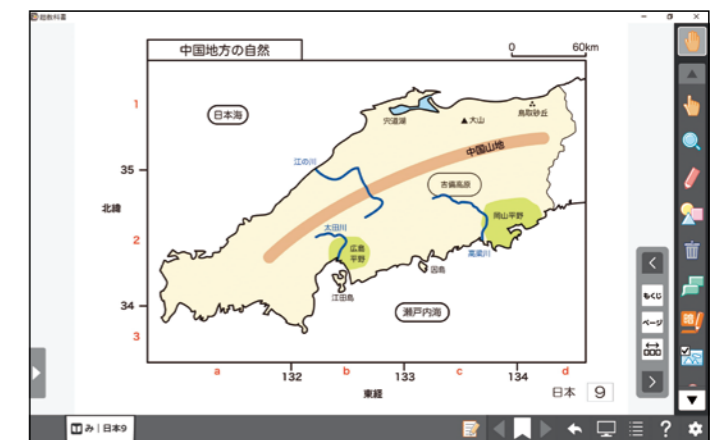 超教科書
中国地方の自然
0 60km
1
日本海
宍道湖
大山
鳥取砂丘
中国山地
江の川
35
吉備高原
北緯
岡山平野
太田川
2
広島
平野
高梁川
因島
江田島
34
瀬戸内海
3
a b c d
132 133 134
東経
日本 9
もくじ
ページ
み | 日本9